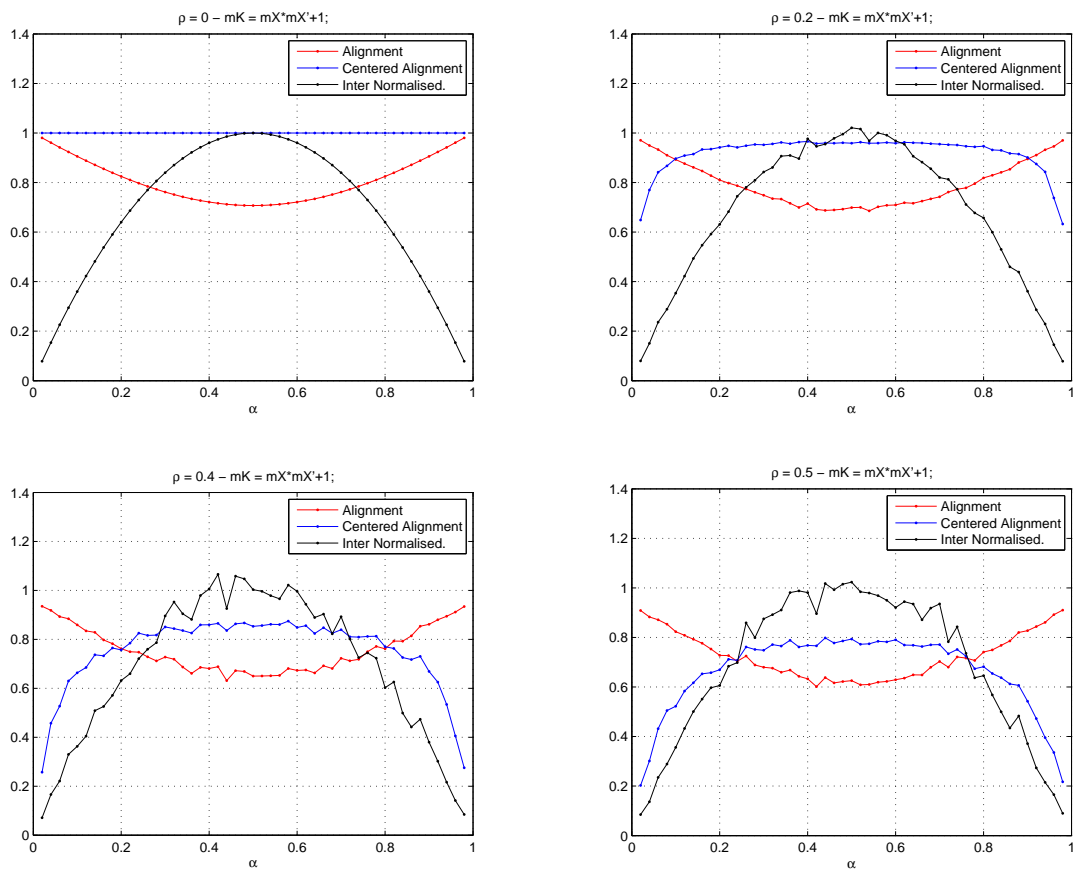 ρ = 0 − mK = mX*mX'+1;
1.4
1.2
1
0.8
0.6
0.4
0.2
0
Alignment
Centered Alignment
Inter Normalised.
0 0.2 0.4 0.6 0.8 1
α
ρ = 0.2 − mK = mX*mX'+1;
1.4
1.2
1
0.8
0.6
0.4
0.2
0
Alignment
Centered Alignment
Inter Normalised.
0 0.2 0.4 0.6 0.8 1
α
ρ = 0.4 − mK = mX*mX'+1;
1.4
1.2
1
0.8
0.6
0.4
0.2
0
Alignment
Centered Alignment
Inter Normalised.
0 0.2 0.4 0.6 0.8 1
α
ρ = 0.5 − mK = mX*mX'+1;
1.4
1.2
1
0.8
0.6
0.4
0.2
0
Alignment
Centered Alignment
Inter Normalised.
0 0.2 0.4 0.6 0.8 1
α